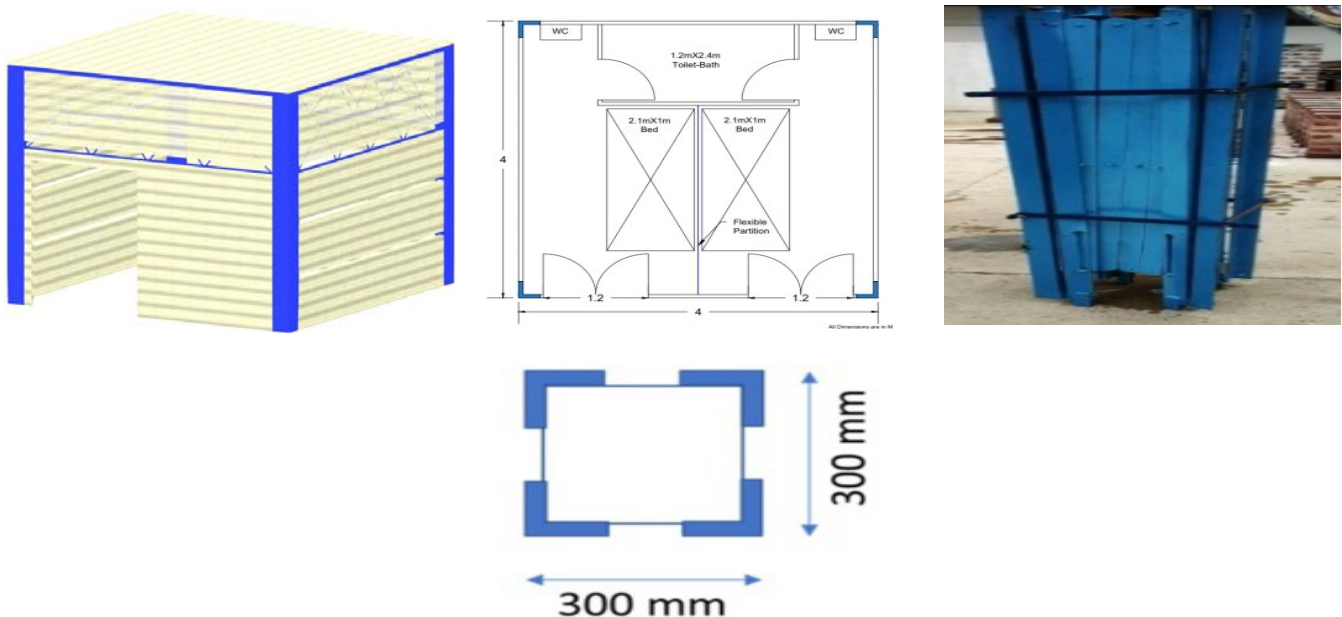 WC
WC
1.2mX2.4m
Toilet-Bath
2.1mX1m
Bed
2.1mX1m
Bed
4
Flexible
Partition
1.2
1.2
4
All Dimensions are in M
300 mm
300 mm